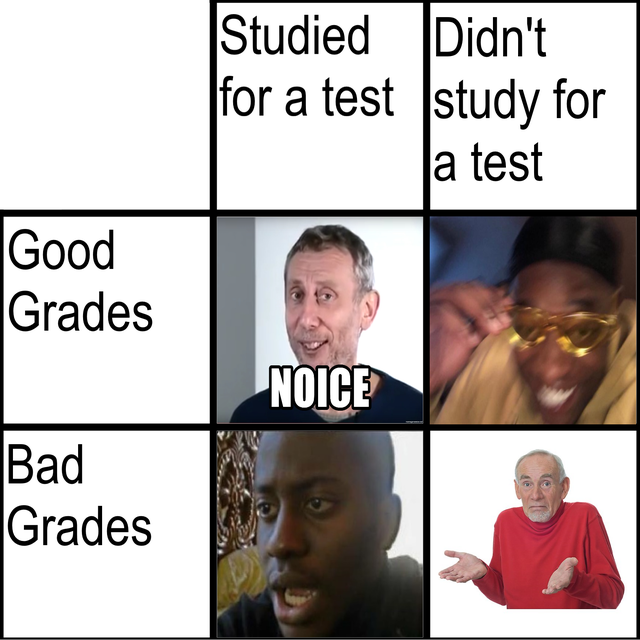 Studied
for a test
Didn't
study for
a test
Good
Grades
NOICE
Bad
Grades